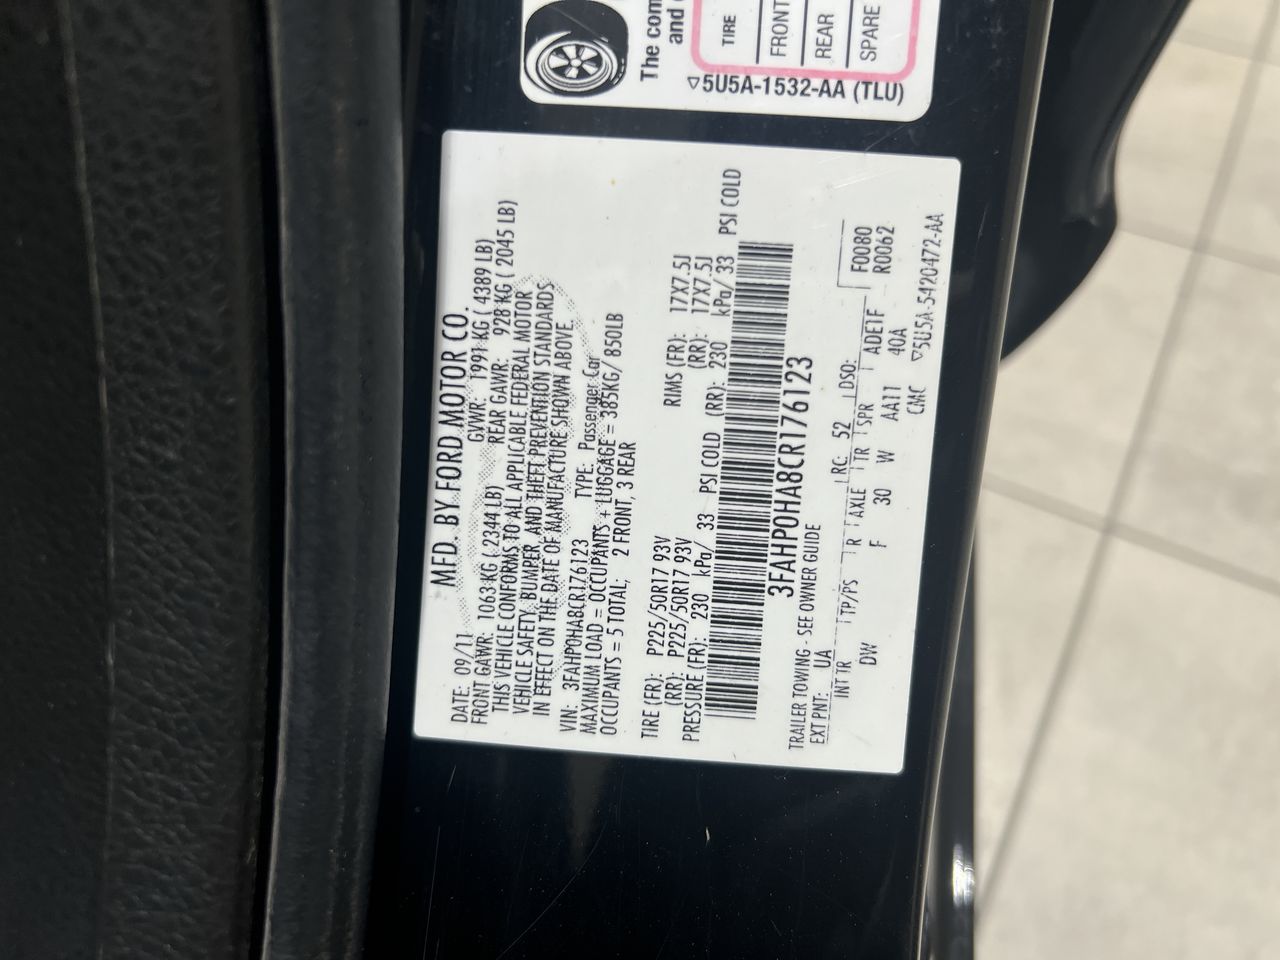 MFD. BY FORD MOTOR CO.
DATE: 09/11 GVWR: 1991 KG ( 4389 LB)
FRONT GAWR: 1063 KG ( 2344 LB) REAR GAWR: 928 KG ( 2045 LB)
THIS VEHICLE CONFORMS TO ALL APPLICABLE FEDERAL MOTOR
VEHICLE SAFETY, BUMPER, AND THEFT PREVENTION STANDARDS
IN EFFECT ON THE DATE OF MANUFACTURE SHOWN ABOVE.
VIN: 3FAHP0HA8CR176123 TYPE: Passenger Car
MAXIMUM LOAD = OCCUPANTS + LUGGAGE = 385KG/ 850LB
OCCUPANTS = 5 TOTAL; 2 FRONT, 3 REAR
TIRE (FR): P225/50R17 93V RIMS (FR): 17X7.5J
(RR): P225/50R17 93V (RR): 17X7.5J
PRESSURE (FR): 230 kPa/ 33 PSI COLD (RR): 230 kPa/ 33 PSI COLD
3FAHP0HA8CR176123
TRAILER TOWING - SEE OWNER GUIDE
EXT PNT: UA RC: 52 DSO: F0080
R0062
INT TR TP/PS R AXLE TR SPR ADE1F
DW F 30 W AA11 40A
CMC ▽5U5A-5420472-AA
The com
and
TIRE
FRONT
REAR
SPARE
▽5U5A-1532-AA (TLU)